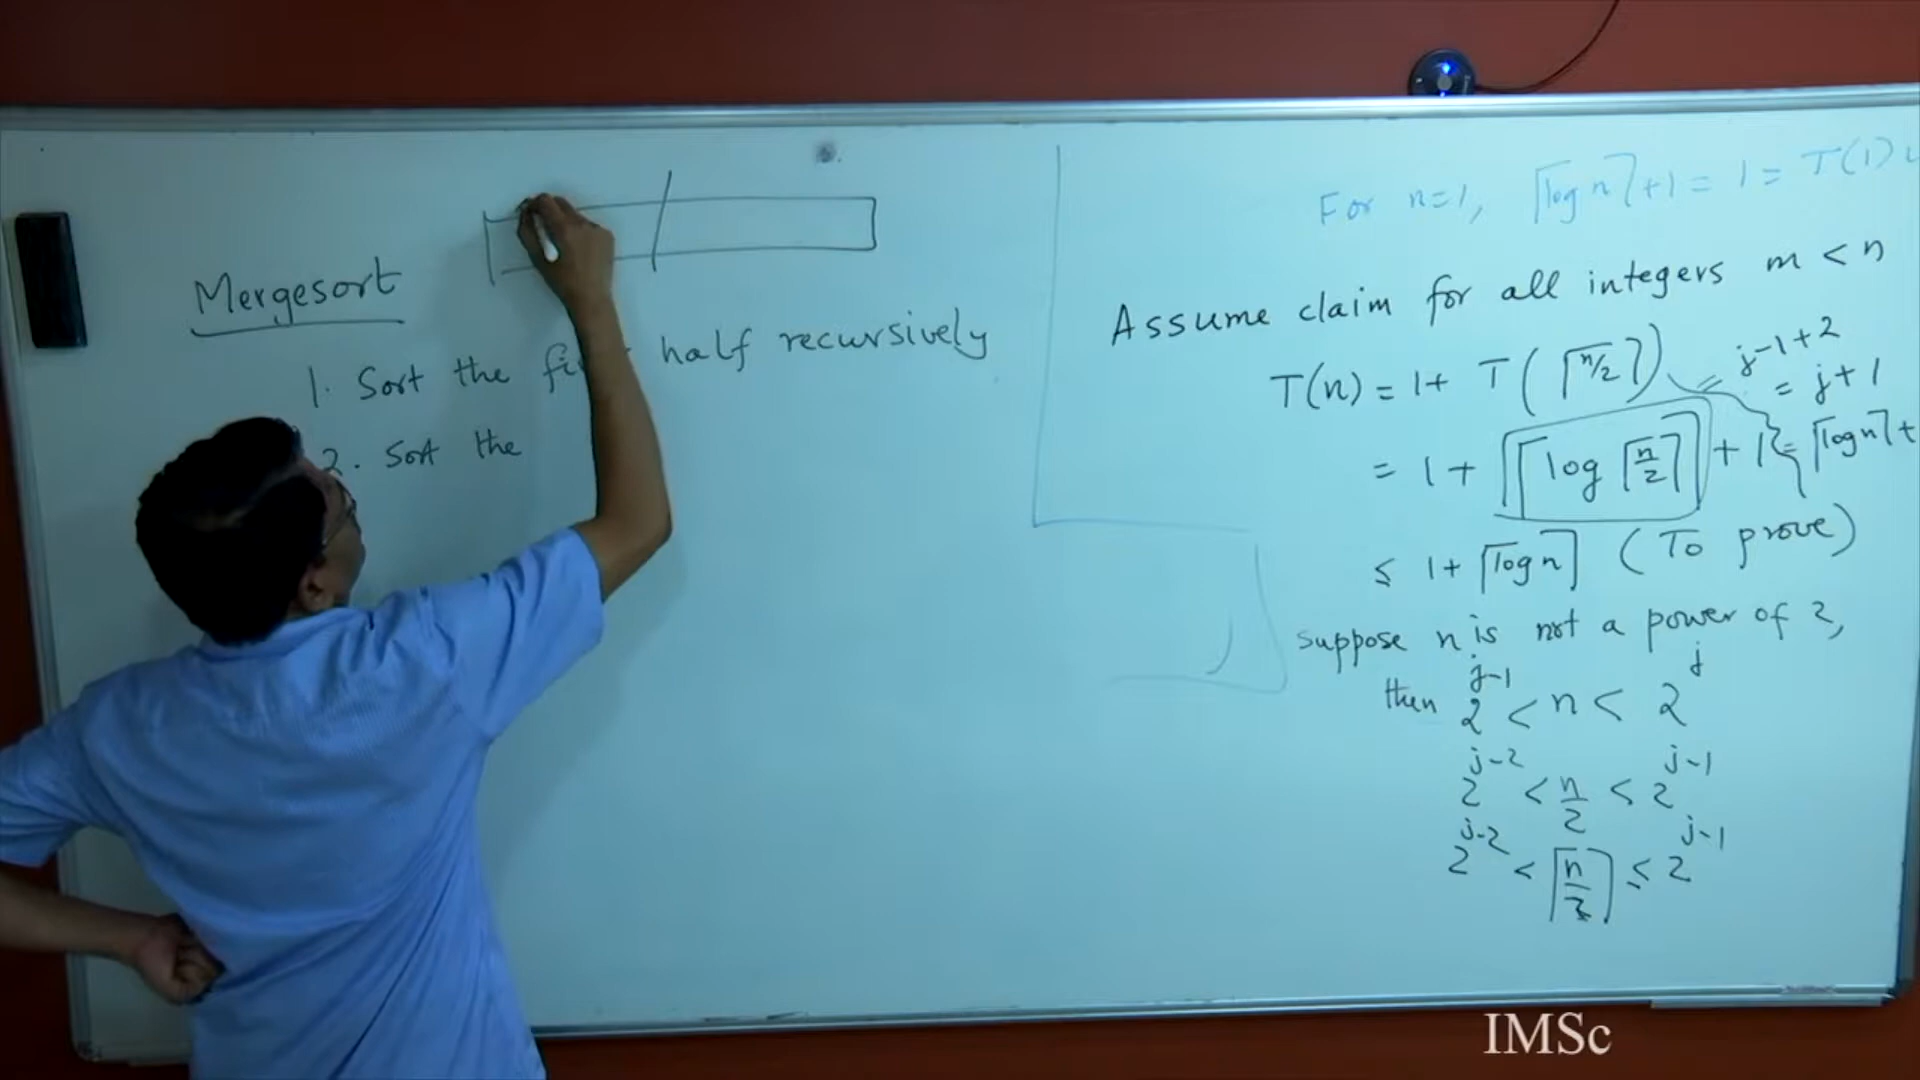 Mergesort
1. Sort the half recursively
2. Sort the
For n=1, ⌈log n⌉+1 = 1 = T(1)
Assume claim for all integers m < n
T(n) = 1+ T(⌈n/2⌉) = j-1+2
= j+1
= 1+ ⌈log ⌈n/2⌉⌉ + 1 = ⌈log n⌉+
≤ 1+ ⌈log n⌉ (To prove)
Suppose n is not a power of 2,
then 2^{j-1} < n < 2^j
2^{j-2} < n/2 < 2^{j-1}
2^{j-2} < ⌈n/2⌉ ≤ 2^{j-1}
IMSc